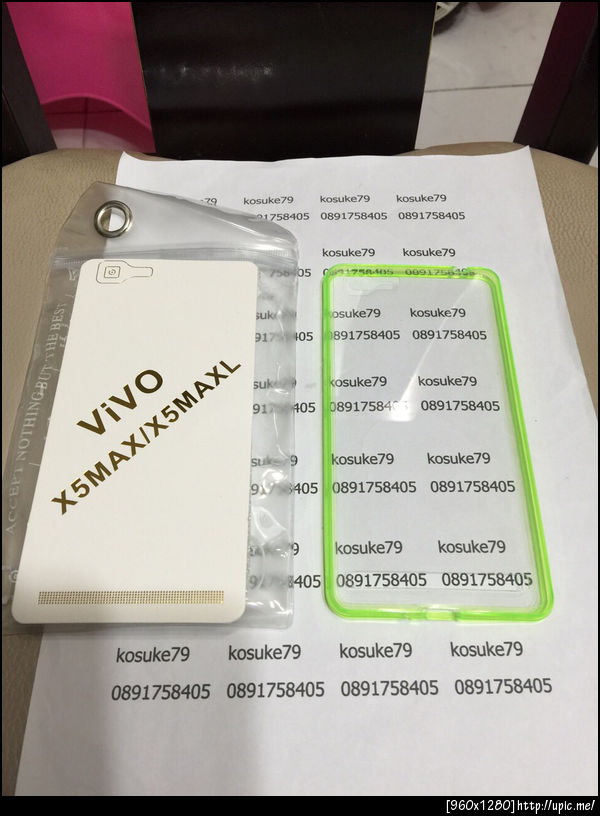 kosuke79 kosuke79 kosuke79
0891758405 0891758405
kosuke79
0891758405
kosuke79 kosuke79
0891758405 0891758405
kosuke79 kosuke79
0891758405 0891758405
kosuke79 kosuke79
0891758405 0891758405
kosuke79 kosuke79
0891758405 0891758405
kosuke79 kosuke79 kosuke79 kosuke79
0891758405 0891758405 0891758405 0891758405
ACCEPT NOTHING BUT THE BEST
ViVO
X5MAX/X5MAXL
[960x1280]http://upic.me/